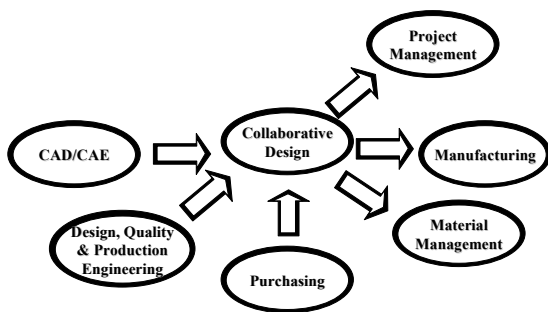 Project
Management
Collaborative
Design
CAD/CAE
Manufacturing
Design, Quality
& Production
Engineering
Material
Management
Purchasing